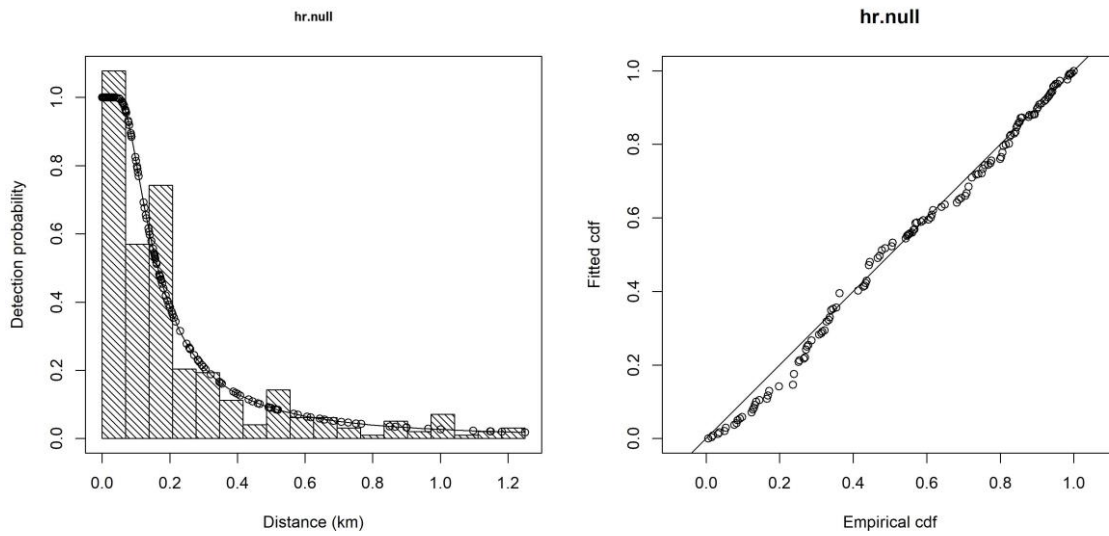 hr.null
Detection probability
1.0
0.8
0.6
0.4
0.2
0.0
0.0 0.2 0.4 0.6 0.8 1.0 1.2
Distance (km)
hr.null
Fitted cdf
1.0
0.8
0.6
0.4
0.2
0.0
0.0 0.2 0.4 0.6 0.8 1.0
Empirical cdf